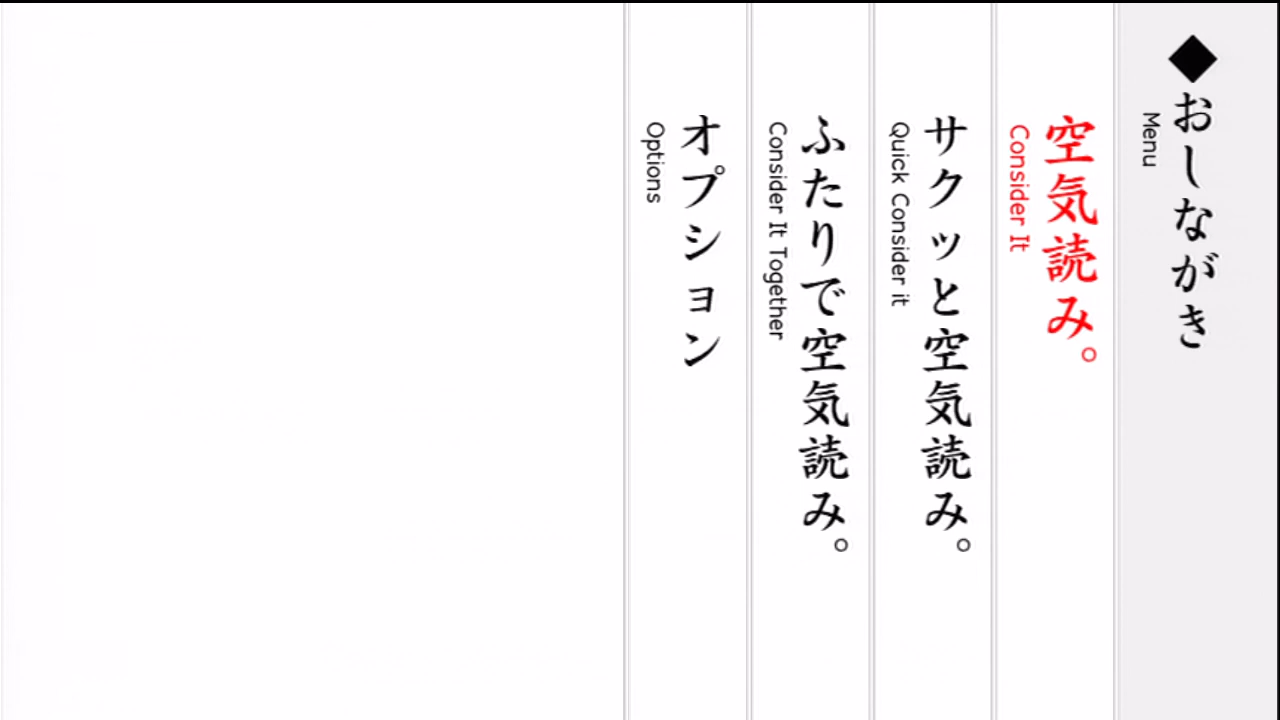 ◆おしながき
Menu
空気読み。
Consider It
サクッと空気読み。
Quick Consider it
ふたりで空気読み。
Consider It Together
オプション
Options